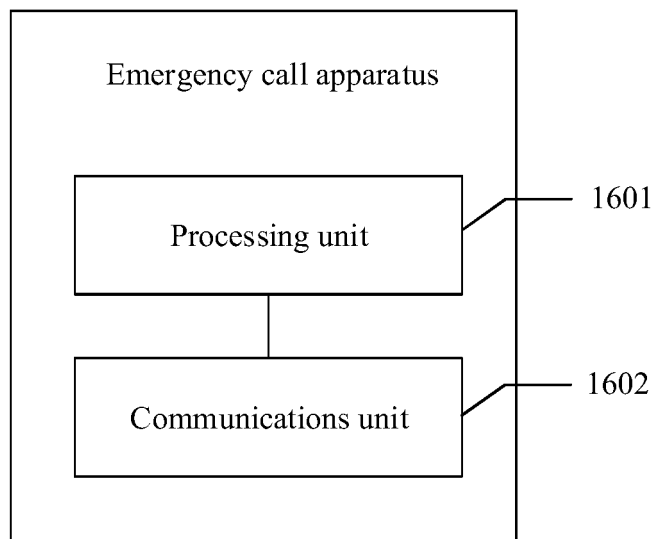 Emergency call apparatus
1601
Processing unit
1602
Communications unit